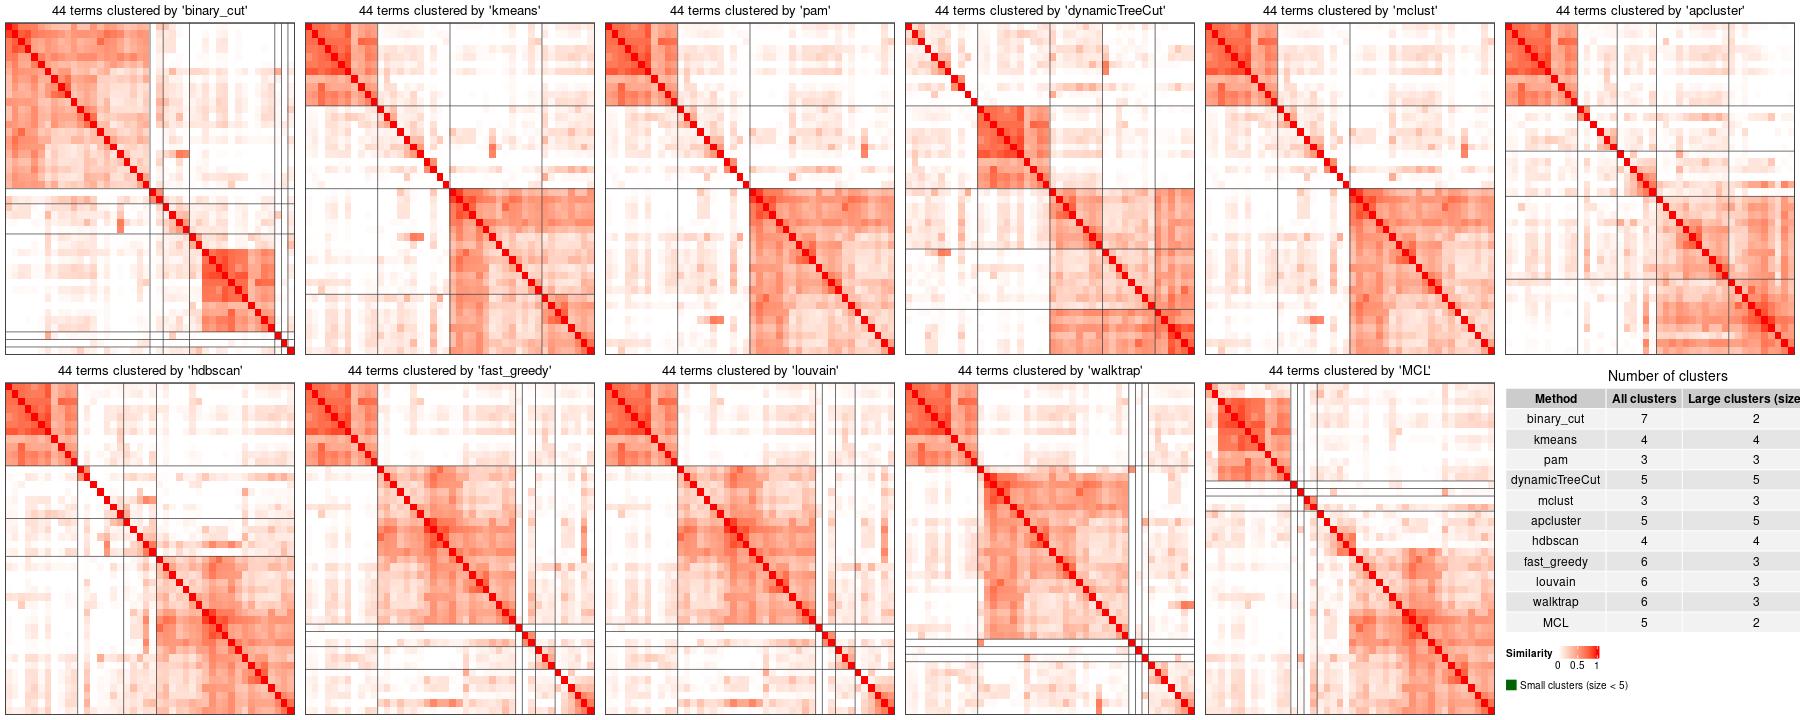 44 terms clustered by 'binary_cut'
44 terms clustered by 'kmeans'
44 terms clustered by 'pam'
44 terms clustered by 'dynamicTreeCut'
44 terms clustered by 'mclust'
44 terms clustered by 'apcluster'
44 terms clustered by 'hdbscan'
44 terms clustered by 'fast_greedy'
44 terms clustered by 'louvain'
44 terms clustered by 'walktrap'
44 terms clustered by 'MCL'
Number of clusters
Method All clusters Large clusters (size
binary_cut 7 2
kmeans 4 4
pam 3 3
dynamicTreeCut 5 5
mclust 3 3
apcluster 5 5
hdbscan 4 4
fast_greedy 6 3
louvain 6 3
walktrap 6 3
MCL 5 2
Similarity
0 0.5 1
Small clusters (size < 5)